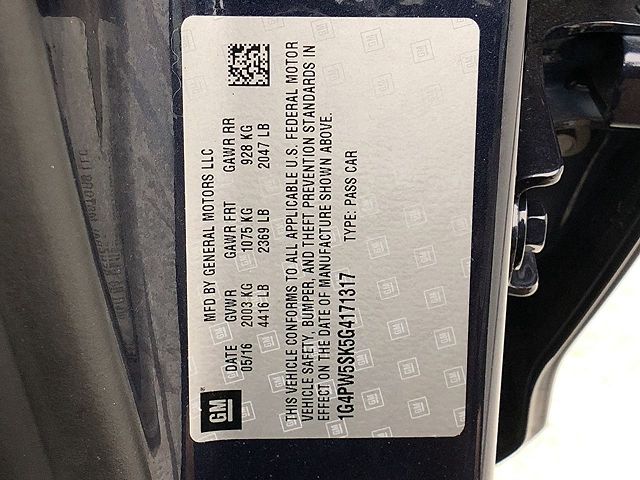 GM
MFD BY GENERAL MOTORS LLC
DATE GVWR GAWR FRT GAWR RR
05/16 2003 KG 1075 KG 928 KG
4416 LB 2369 LB 2047 LB
THIS VEHICLE CONFORMS TO ALL APPLICABLE U.S. FEDERAL MOTOR
VEHICLE SAFETY, BUMPER, AND THEFT PREVENTION STANDARDS IN
EFFECT ON THE DATE OF MANUFACTURE SHOWN ABOVE.
1G4PW5SK5G4171317 TYPE: PASS CAR